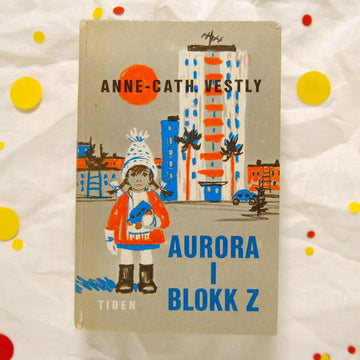 ANNE-CATH. VESTLY
AURORA
I
BLOKK Z
TIDEN